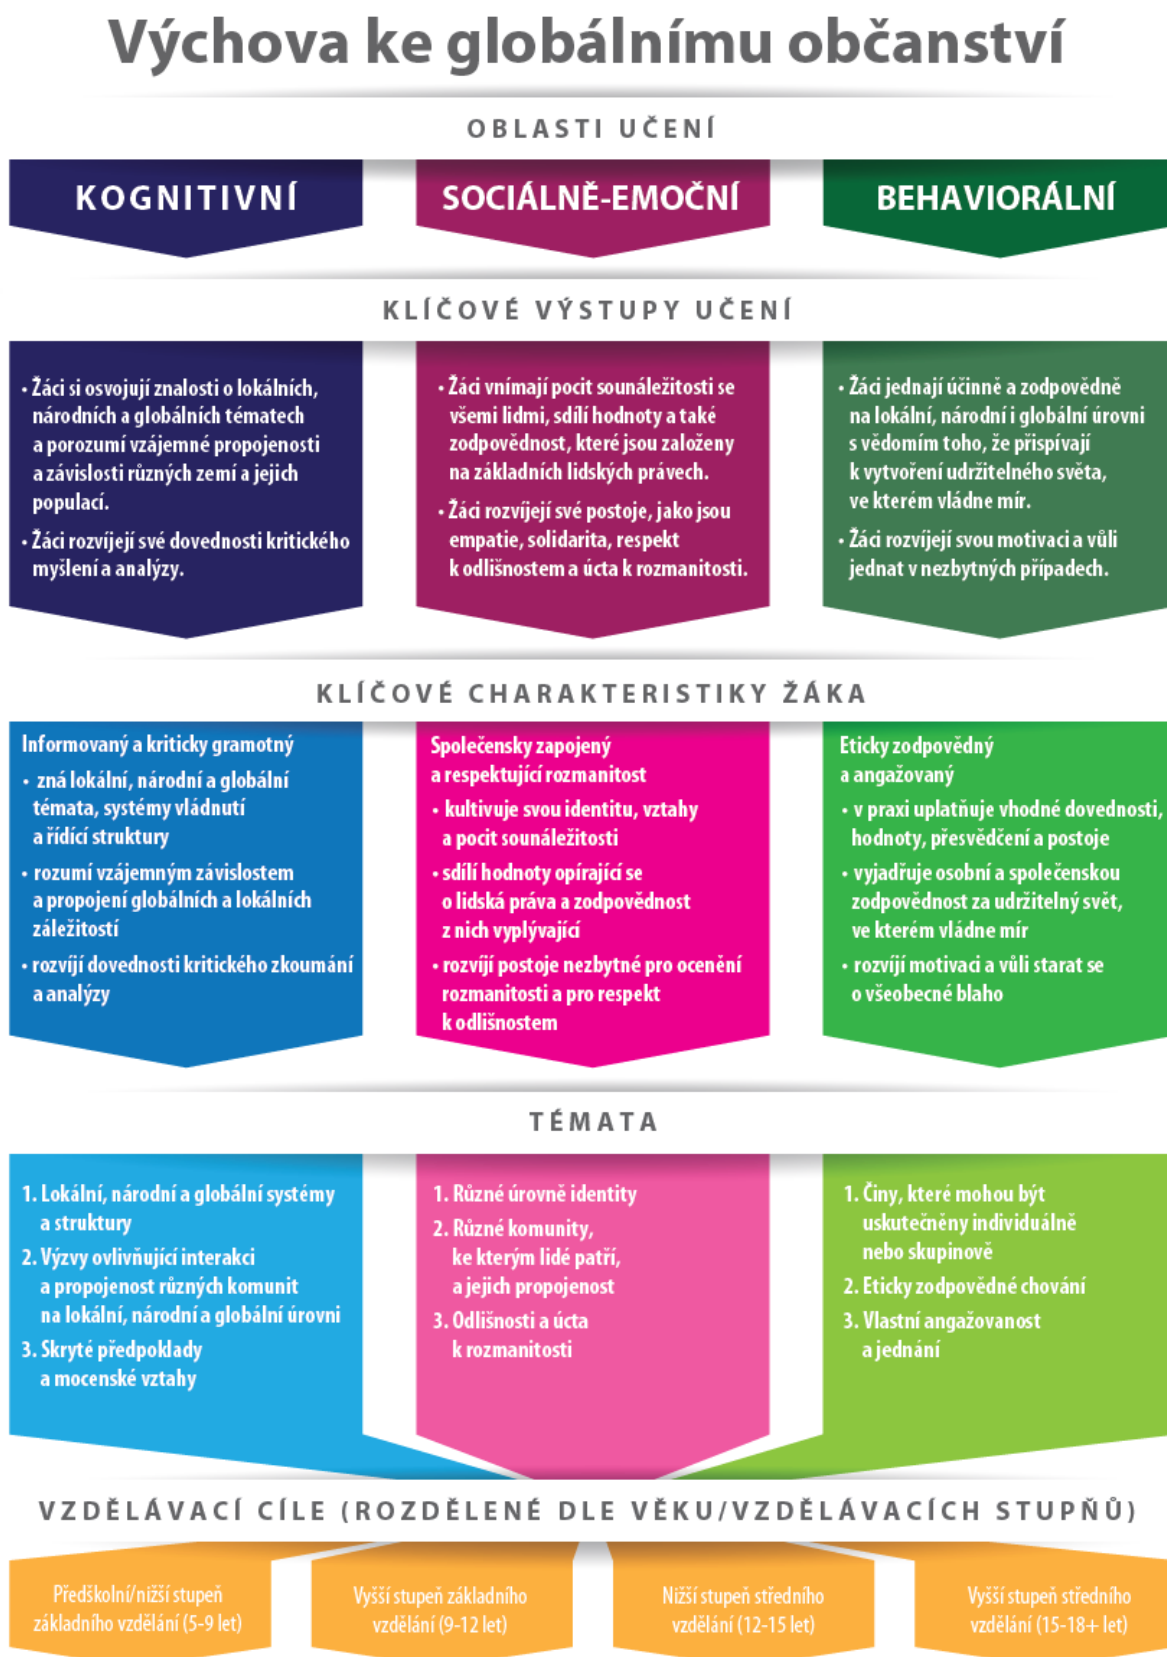 Výchova ke globálnímu občanství
OBLASTI UČENÍ
KOGNITIVNÍ
SOCIÁLNĚ-EMOČNÍ
BEHAVIORÁLNÍ
KLÍČOVÉ VÝSTUPY UČENÍ
• Žáci si osvojují znalosti o lokálních,
národních a globálních tématech
a porozumí vzájemné propojenosti
a závislosti různých zemí a jejich
populací.
• Žáci rozvíjejí své dovednosti kritického
myšlení a analýzy.
• Žáci vnímají pocit sounáležitosti se
všemi lidmi, sdílí hodnoty a také
zodpovědnost, které jsou založeny
na základních lidských právech.
• Žáci rozvíjejí své postoje, jako jsou
empatie, solidarita, respekt
k odlišnostem a úcta k rozmanitosti.
• Žáci jednají účinně a zodpovědně
na lokální, národní i globální úrovni
s vědomím toho, že přispívají
k vytvoření udržitelného světa,
ve kterém vládne mír.
• Žáci rozvíjejí svou motivaci a vůli
jednat v nezbytných případech.
KLÍČOVÉ CHARAKTERISTIKY ŽÁKA
Informovaný a kriticky gramotný
• zná lokální, národní a globální
témata, systémy vládnutí
a řídící struktury
• rozumí vzájemným závislostem
a propojení globálních a lokálních
záležitostí
• rozvíjí dovednosti kritického zkoumání
a analýzy
Společensky zapojený
a respektující rozmanitost
• kultivuje svou identitu, vztahy
a pocit sounáležitosti
• sdílí hodnoty opírající se
o lidská práva a zodpovědnost
z nich vyplývající
• rozvíjí postoje nezbytné pro ocenění
rozmanitosti a pro respekt
k odlišnostem
Eticky zodpovědný
a angažovaný
• v praxi uplatňuje vhodné dovednosti,
hodnoty, přesvědčení a postoje
• vyjadřuje osobní a společenskou
zodpovědnost za udržitelný svět,
ve kterém vládne mír
• rozvíjí motivaci a vůli starat se
o všeobecné blaho
TÉMATA
1. Lokální, národní a globální systémy
a struktury
2. Výzvy ovlivňující interakci
a propojenost různých komunit
na lokální, národní a globální úrovni
3. Skryté předpoklady
a mocenské vztahy
1. Různé úrovně identity
2. Různé komunity,
ke kterým lidé patří,
a jejich propojenost
3. Odlišnosti a úcta
k rozmanitosti
1. Činy, které mohou být
uskutečněny individuálně
nebo skupinově
2. Eticky zodpovědné chování
3. Vlastní angažovanost
a jednání
VZDĚLÁVACÍ CÍLE (ROZDĚLENÉ DLE VĚKU/VZDĚLÁVACÍCH STUPŇŮ)
Předškolní/nižší stupeň
základního vzdělání (5-9 let)
Vyšší stupeň základního
vzdělání (9-12 let)
Nižší stupeň středního
vzdělání (12-15 let)
Vyšší stupeň středního
vzdělání (15-18+ let)